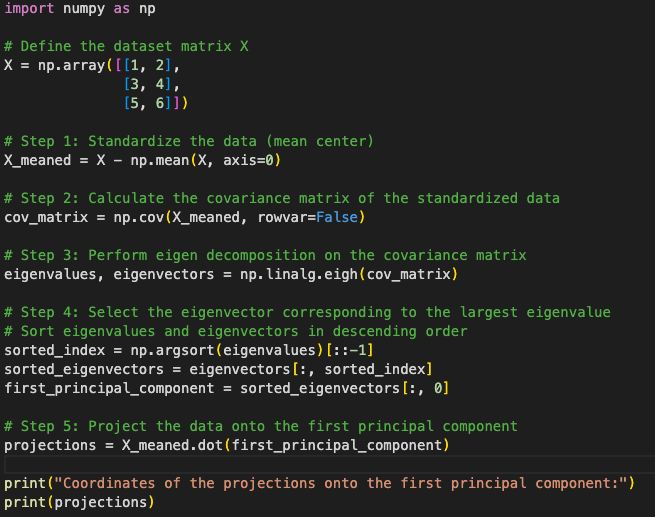 import numpy as np
# Define the dataset matrix X
X = np.array([[1, 2],
              [3, 4],
              [5, 6]])
# Step 1: Standardize the data (mean center)
X_meaned = X - np.mean(X, axis=0)
# Step 2: Calculate the covariance matrix of the standardized data
cov_matrix = np.cov(X_meaned, rowvar=False)
# Step 3: Perform eigen decomposition on the covariance matrix
eigenvalues, eigenvectors = np.linalg.eigh(cov_matrix)
# Step 4: Select the eigenvector corresponding to the largest eigenvalue
# Sort eigenvalues and eigenvectors in descending order
sorted_index = np.argsort(eigenvalues)[::-1]
sorted_eigenvectors = eigenvectors[:, sorted_index]
first_principal_component = sorted_eigenvectors[:, 0]
# Step 5: Project the data onto the first principal component
projections = X_meaned.dot(first_principal_component)
print("Coordinates of the projections onto the first principal component:")
print(projections)